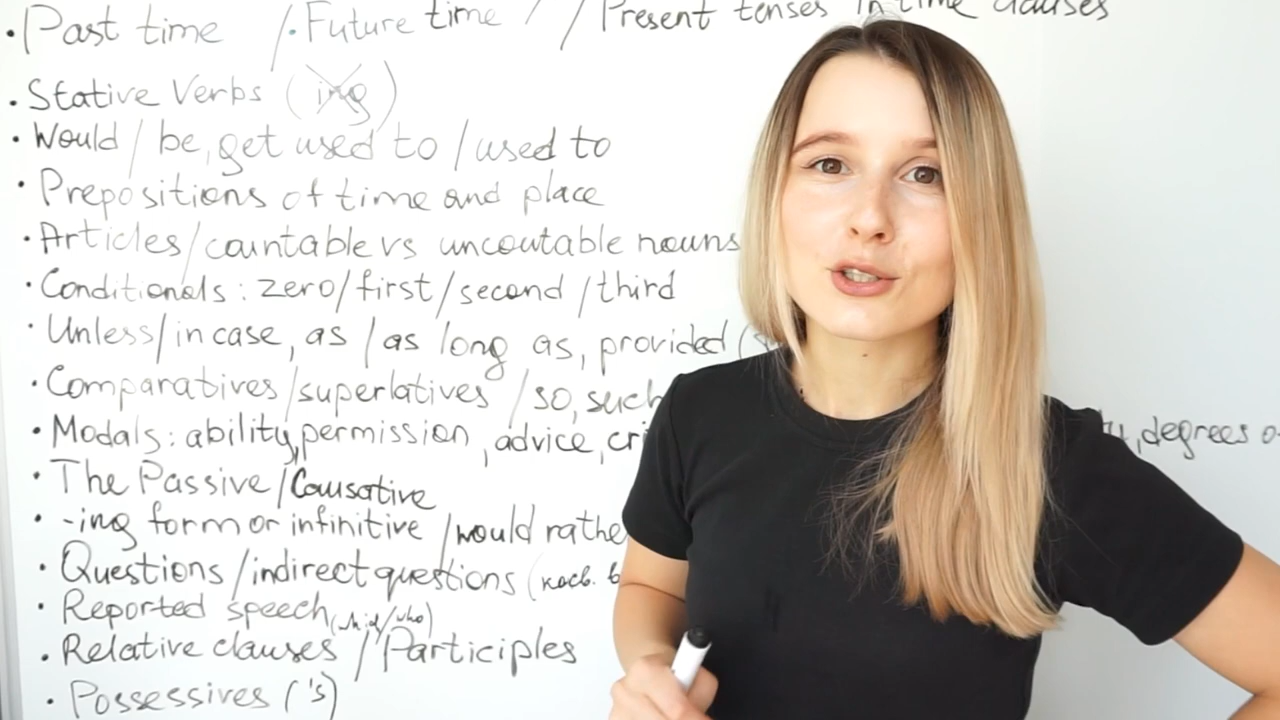 • Past time / • Future time / / Present tenses in time clauses
• Stative Verbs (ing)
• Would / be, get used to / used to
• Prepositions of time and place
• Articles / countable vs uncoutable nouns
• Conditionals : zero / first / second / third
• Unless / in case, as / as long as, provided
• Comparatives / superlatives / so, such
• Modals : ability, permission, advice, degrees
• The Passive / Causative
• -ing form or infinitive / would rathe
• Questions / indirect questions (косв.
• Reported speech
• Relative clauses / Participles
• Possessives ('s)